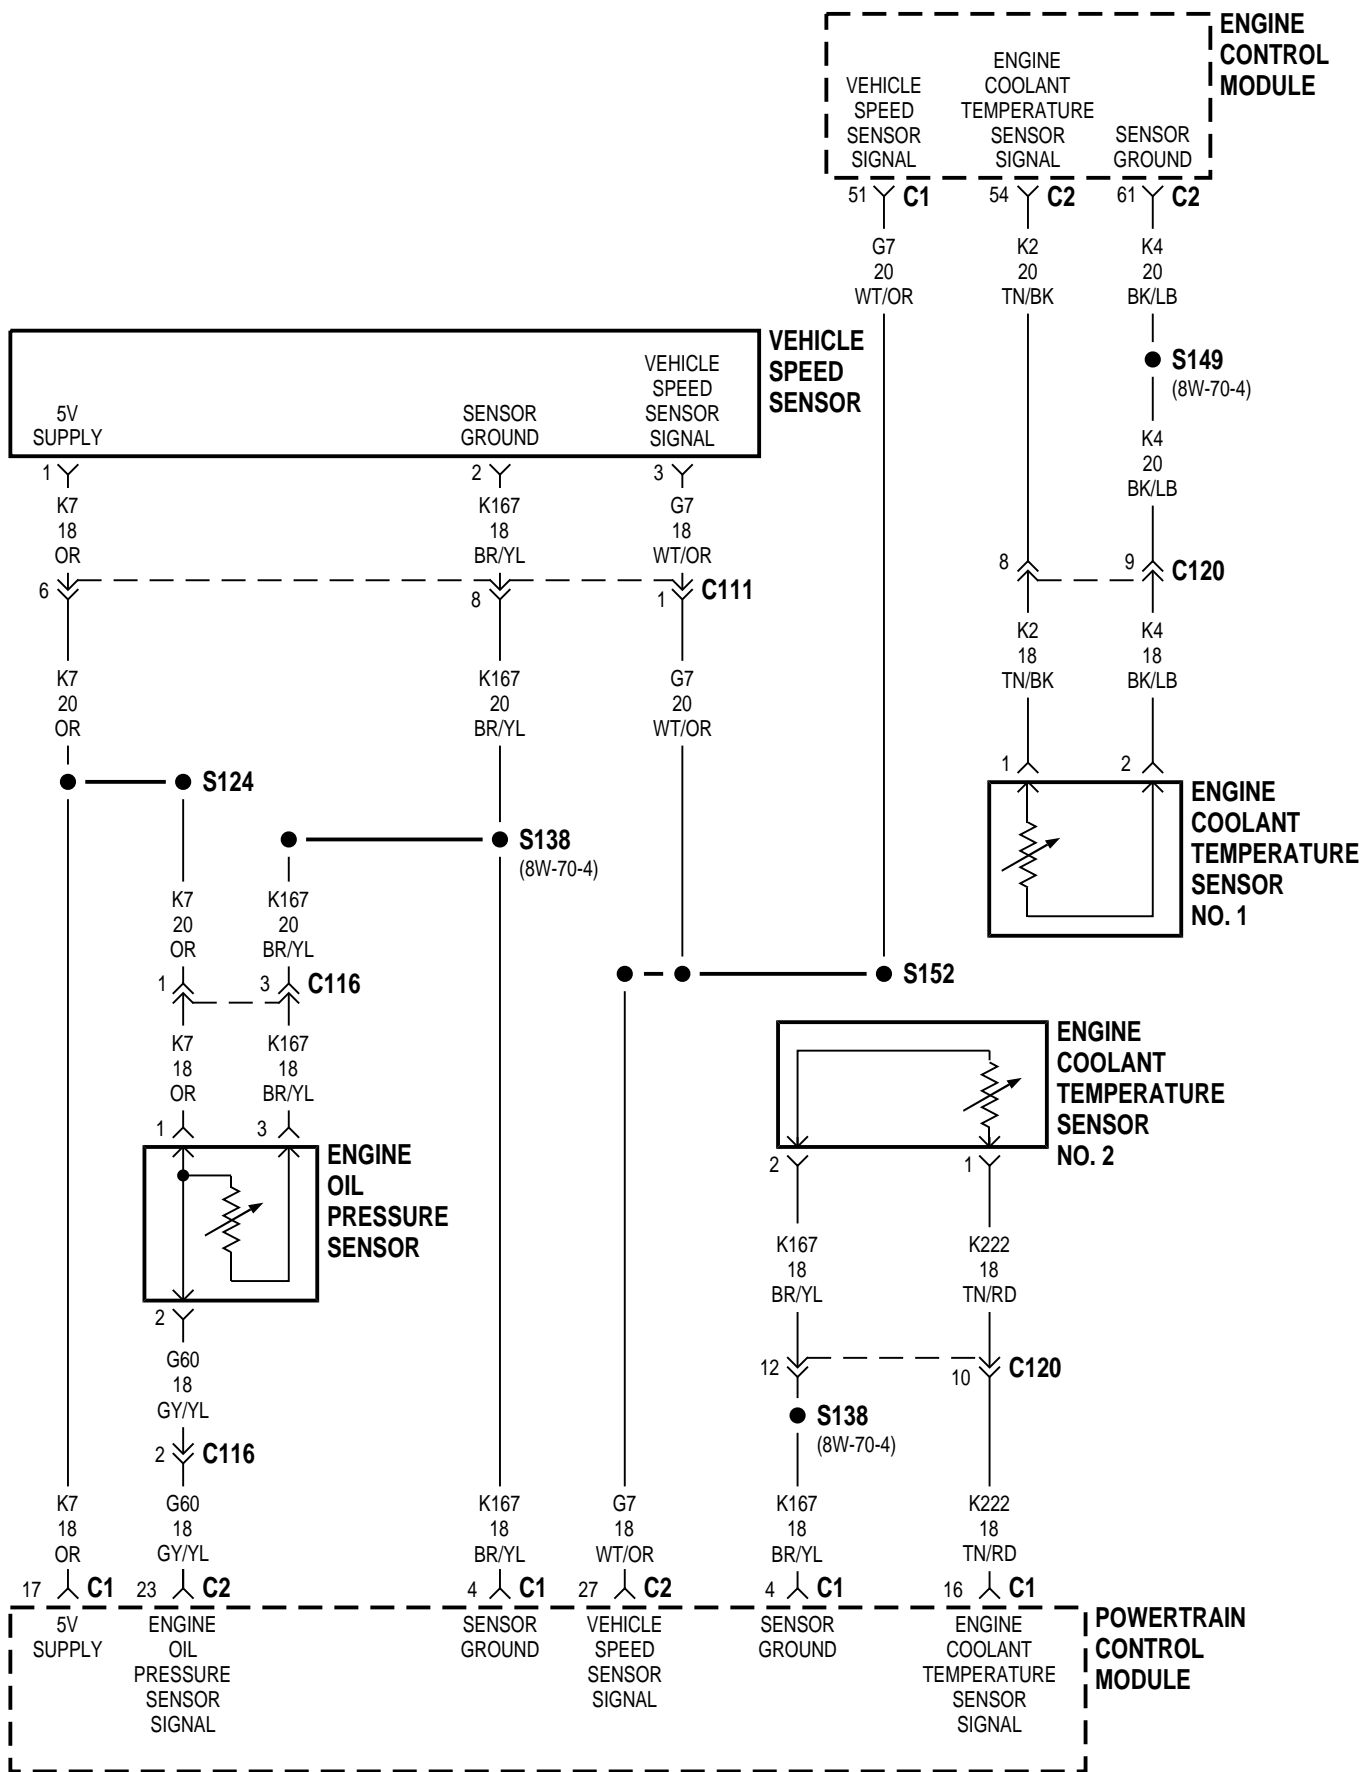 ENGINE
CONTROL
MODULE
VEHICLE
SPEED
SENSOR
SIGNAL
ENGINE
COOLANT
TEMPERATURE
SENSOR
SIGNAL
SENSOR
GROUND
51 C1
54 C2
61 C2
G7
20
WT/OR
K2
20
TN/BK
K4
20
BK/LB
S149
(8W-70-4)
K4
20
BK/LB
VEHICLE
SPEED
SENSOR
5V
SUPPLY
SENSOR
GROUND
VEHICLE
SPEED
SENSOR
SIGNAL
1
2
3
K7
18
OR
K167
18
BR/YL
G7
18
WT/OR
6
8
1 C111
8
9 C120
K2
18
TN/BK
K4
18
BK/LB
K7
20
OR
K167
20
BR/YL
G7
20
WT/OR
1
2
ENGINE
COOLANT
TEMPERATURE
SENSOR
NO. 1
S124
S138
(8W-70-4)
K7
20
OR
K167
20
BR/YL
1
3 C116
S152
K7
18
OR
K167
18
BR/YL
1
3
ENGINE
OIL
PRESSURE
SENSOR
2
ENGINE
COOLANT
TEMPERATURE
SENSOR
NO. 2
2
1
K167
18
BR/YL
K222
18
TN/RD
12
10 C120
S138
(8W-70-4)
G60
18
GY/YL
2 C116
K7
18
OR
G60
18
GY/YL
K167
18
BR/YL
G7
18
WT/OR
K167
18
BR/YL
K222
18
TN/RD
17 C1
23 C2
4 C1
27 C2
4 C1
16 C1
5V
SUPPLY
ENGINE
OIL
PRESSURE
SENSOR
SIGNAL
SENSOR
GROUND
VEHICLE
SPEED
SENSOR
SIGNAL
SENSOR
GROUND
ENGINE
COOLANT
TEMPERATURE
SENSOR
SIGNAL
POWERTRAIN
CONTROL
MODULE